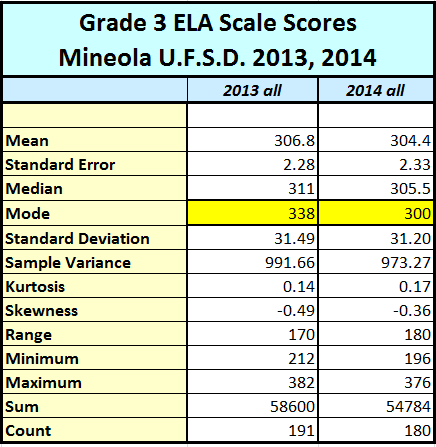 Grade 3 ELA Scale Scores
Mineola U.F.S.D. 2013, 2014
2013 all 2014 all
Mean 306.8 304.4
Standard Error 2.28 2.33
Median 311 305.5
Mode 338 300
Standard Deviation 31.49 31.20
Sample Variance 991.66 973.27
Kurtosis 0.14 0.17
Skewness -0.49 -0.36
Range 170 180
Minimum 212 196
Maximum 382 376
Sum 58600 54784
Count 191 180